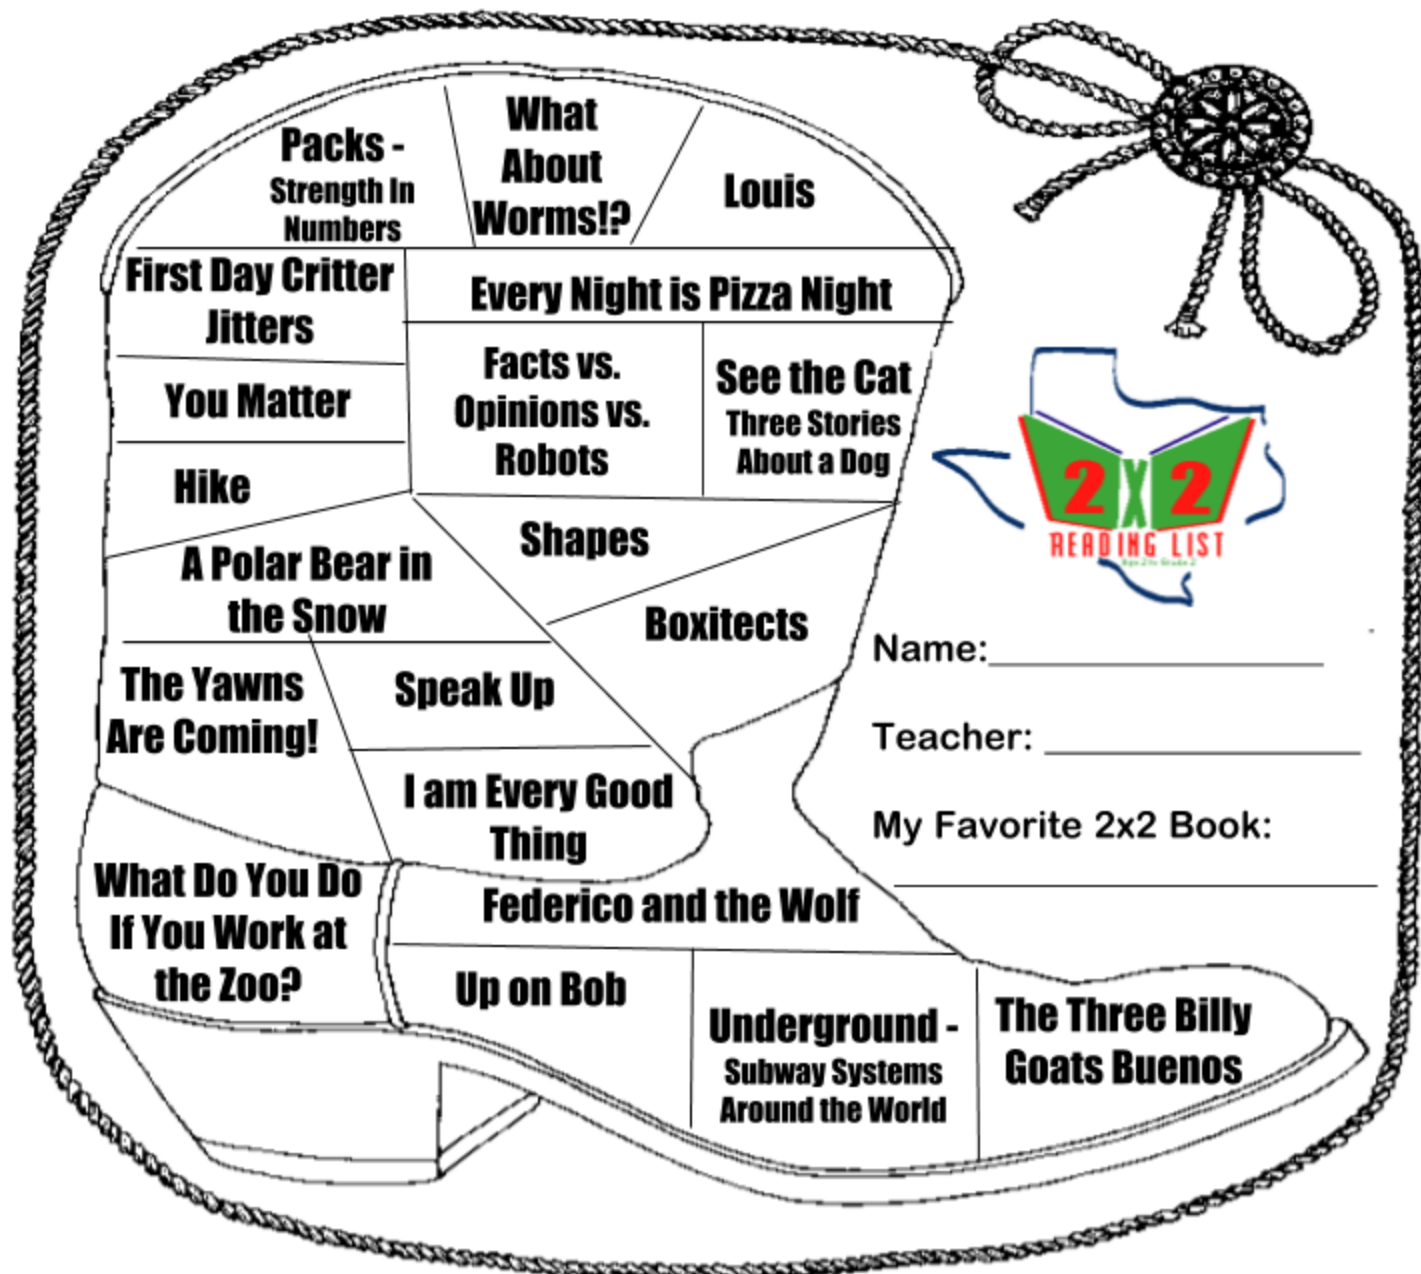 Packs -
Strength In
Numbers
What
About
Worms!?
Louis
First Day Critter
Jitters
Every Night is Pizza Night
You Matter
Facts vs.
Opinions vs.
Robots
See the Cat
Three Stories
About a Dog
Hike
Shapes
A Polar Bear in
the Snow
Boxitects
The Yawns
Are Coming!
Speak Up
I am Every Good
Thing
What Do You Do
If You Work at
the Zoo?
Federico and the Wolf
Up on Bob
Underground -
Subway Systems
Around the World
The Three Billy
Goats Buenos
2X2
READING LIST
Age 2 to Grade 2
Name:
Teacher:
My Favorite 2x2 Book: